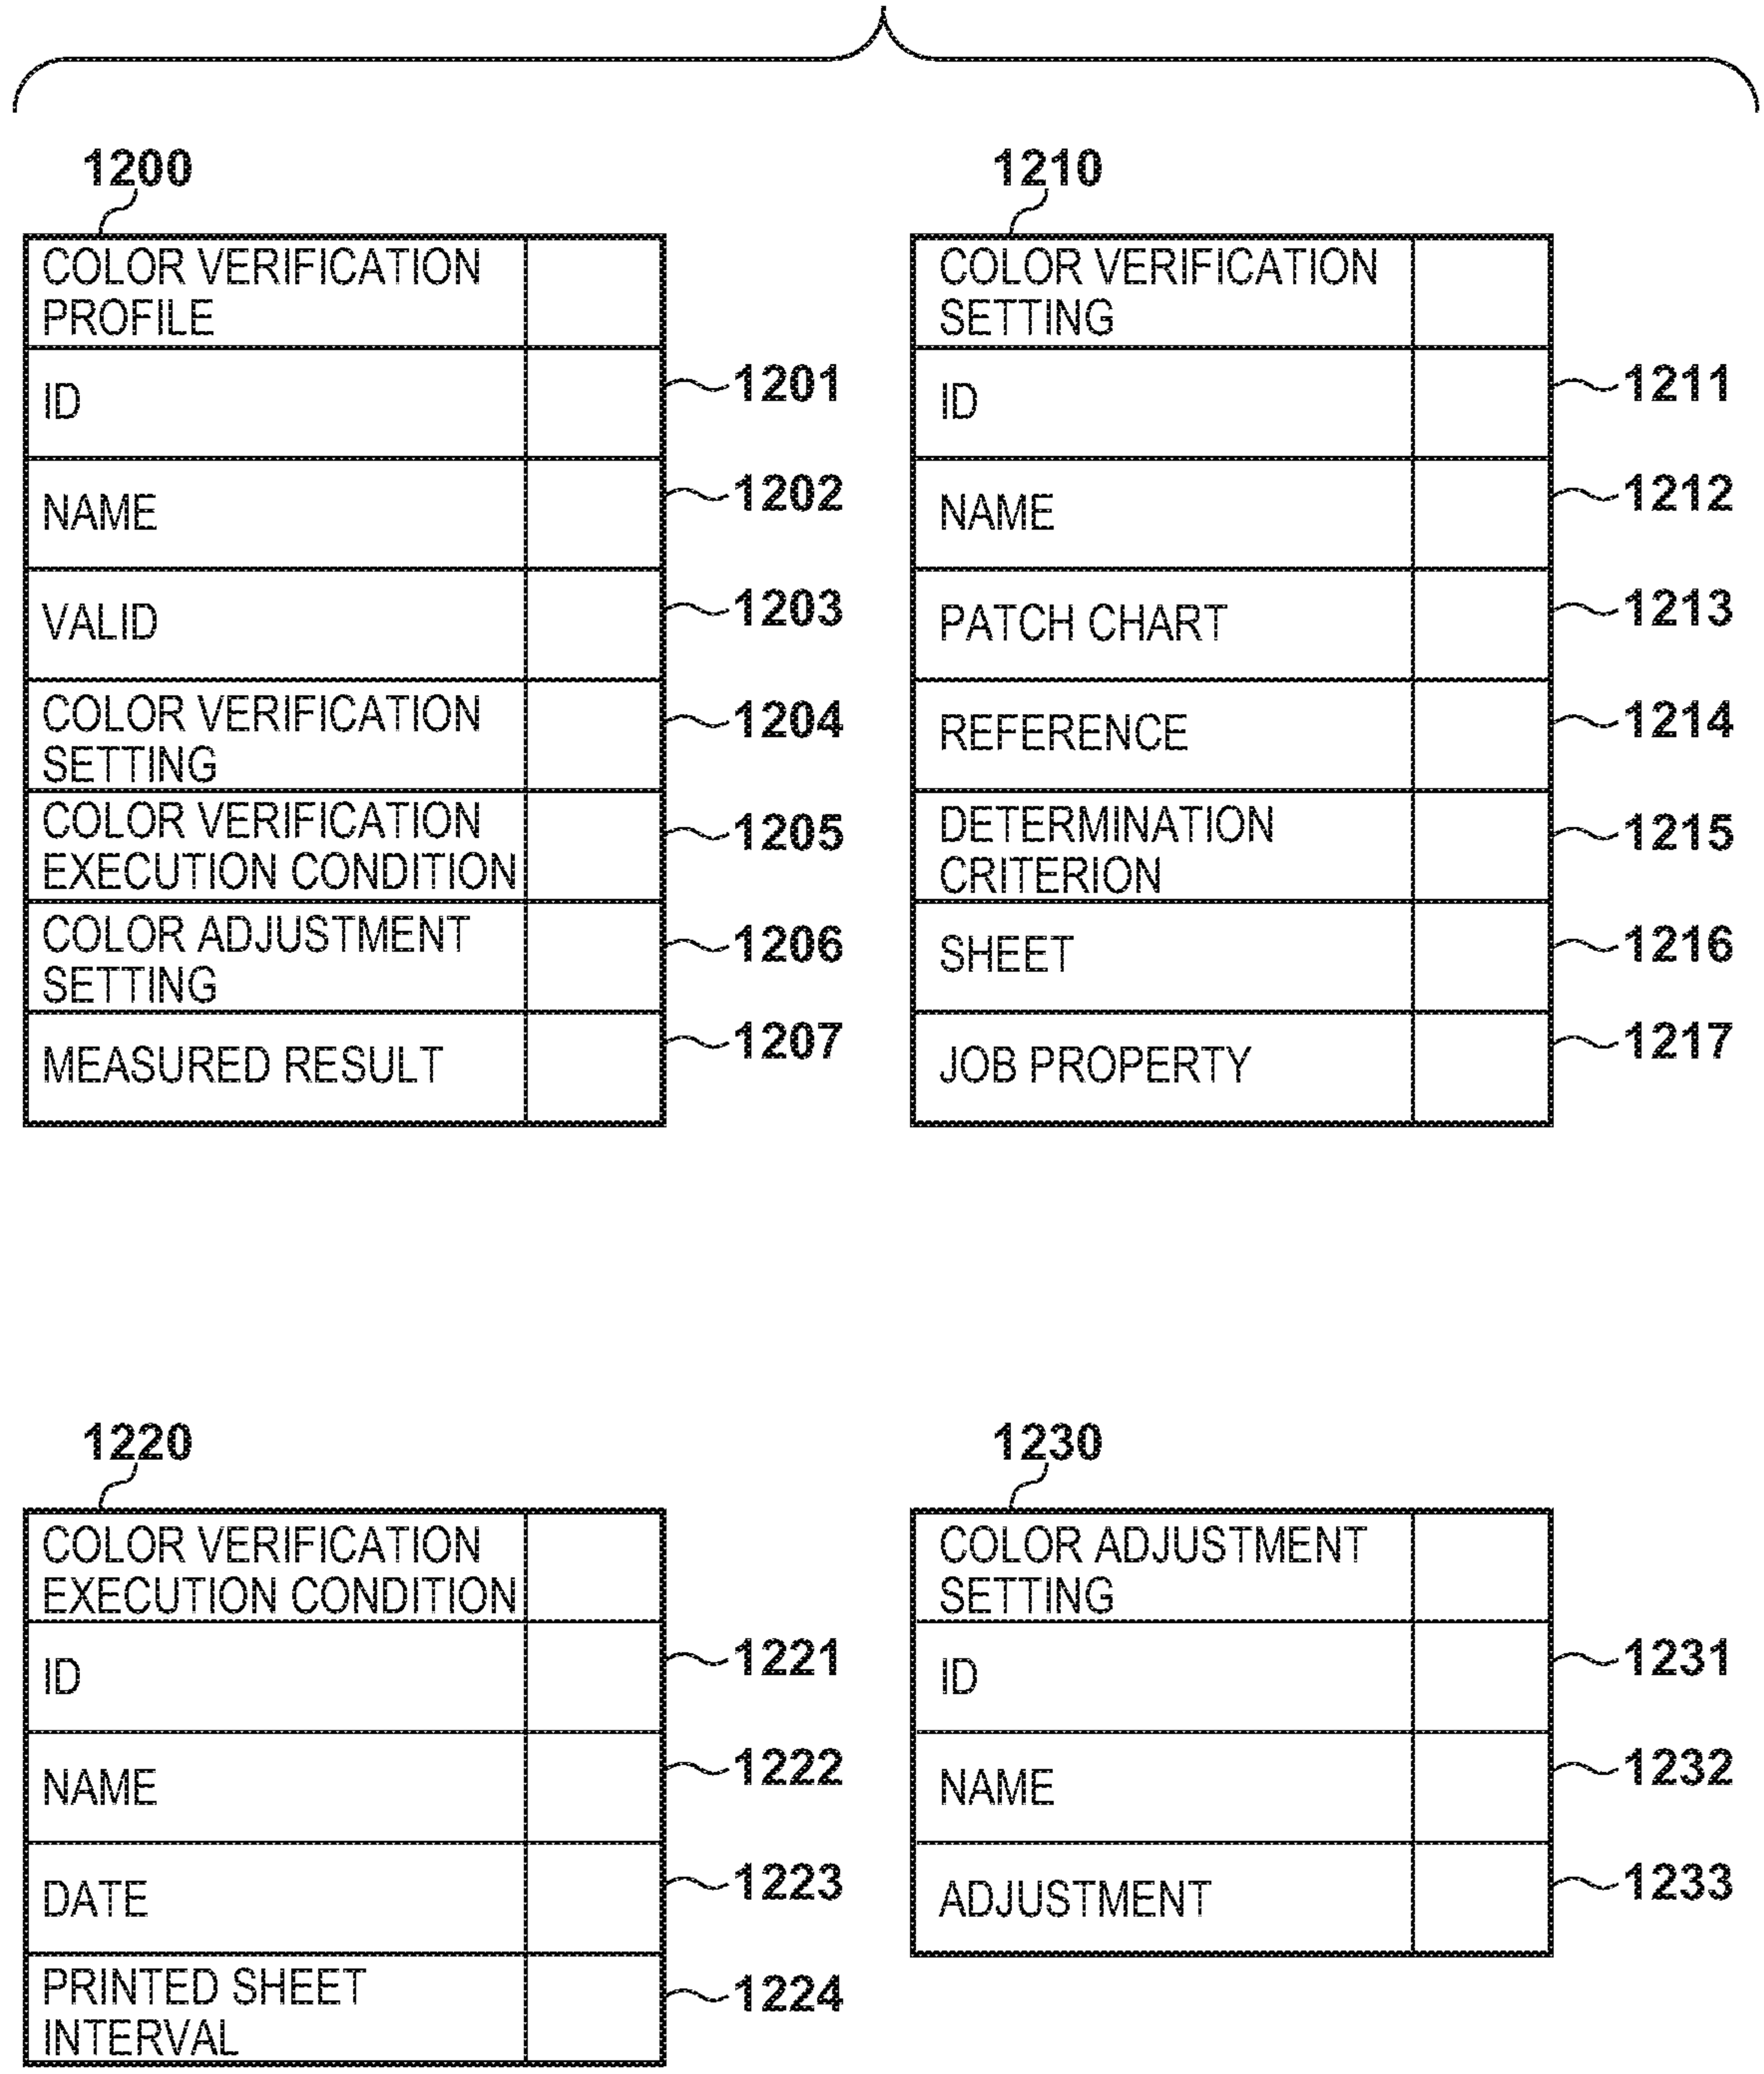 1200
COLOR VERIFICATION
PROFILE
ID
1201
NAME
1202
VALID
1203
COLOR VERIFICATION
SETTING
1204
COLOR VERIFICATION
EXECUTION CONDITION
1205
COLOR ADJUSTMENT
SETTING
1206
MEASURED RESULT
1207
1210
COLOR VERIFICATION
SETTING
ID
1211
NAME
1212
PATCH CHART
1213
REFERENCE
1214
DETERMINATION
CRITERION
1215
SHEET
1216
JOB PROPERTY
1217
1220
COLOR VERIFICATION
EXECUTION CONDITION
ID
1221
NAME
1222
DATE
1223
PRINTED SHEET
INTERVAL
1224
1230
COLOR ADJUSTMENT
SETTING
ID
1231
NAME
1232
ADJUSTMENT
1233